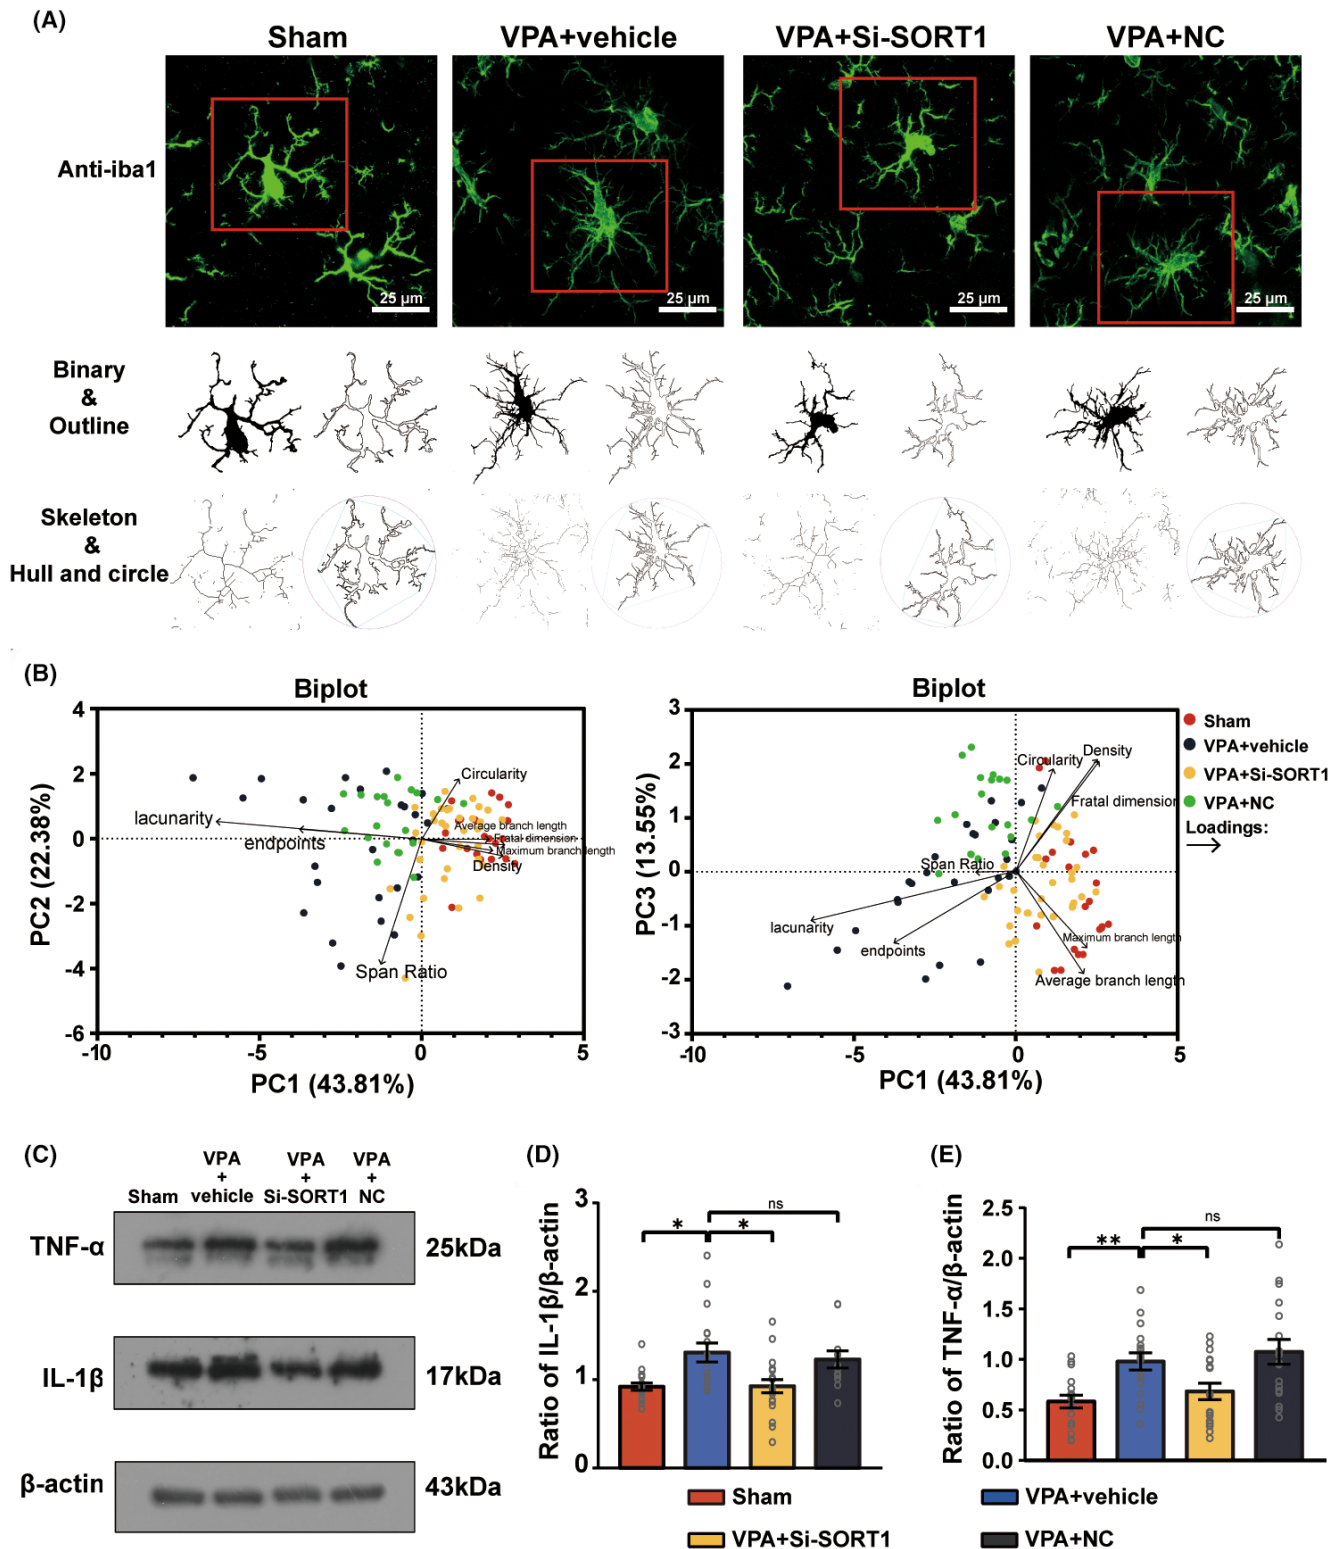 (A)
Sham
VPA+vehicle
VPA+Si-SORT1
VPA+NC
Anti-iba1
25 μm
25 μm
25 μm
25 μm
Binary
&
Outline
Skeleton
&
Hull and circle
(B)
Biplot
4
2
0
-2
-4
-6
PC2 (22.38%)
Circularity
lacunarity
endpoints
Average branch length
Fratal dimension
Maximum branch length
Density
Span Ratio
-10
-5
0
5
PC1 (43.81%)
Biplot
3
2
1
0
-1
-2
-3
PC3 (13.55%)
Circularity
Density
Fratal dimension
Span Ratio
lacunarity
endpoints
Maximum branch length
Average branch length
-10
-5
0
5
PC1 (43.81%)
Sham
VPA+vehicle
VPA+Si-SORT1
VPA+NC
Loadings:
(C)
Sham
VPA
+
vehicle
VPA
+
Si-SORT1
VPA
+
NC
TNF-α
25kDa
IL-1β
17kDa
β-actin
43kDa
(D)
Ratio of IL-1β/β-actin
3
2
1
0
*
*
ns
(E)
Ratio of TNF-α/β-actin
2.5
2.0
1.5
1.0
0.5
0.0
**
*
ns
Sham
VPA+vehicle
VPA+Si-SORT1
VPA+NC